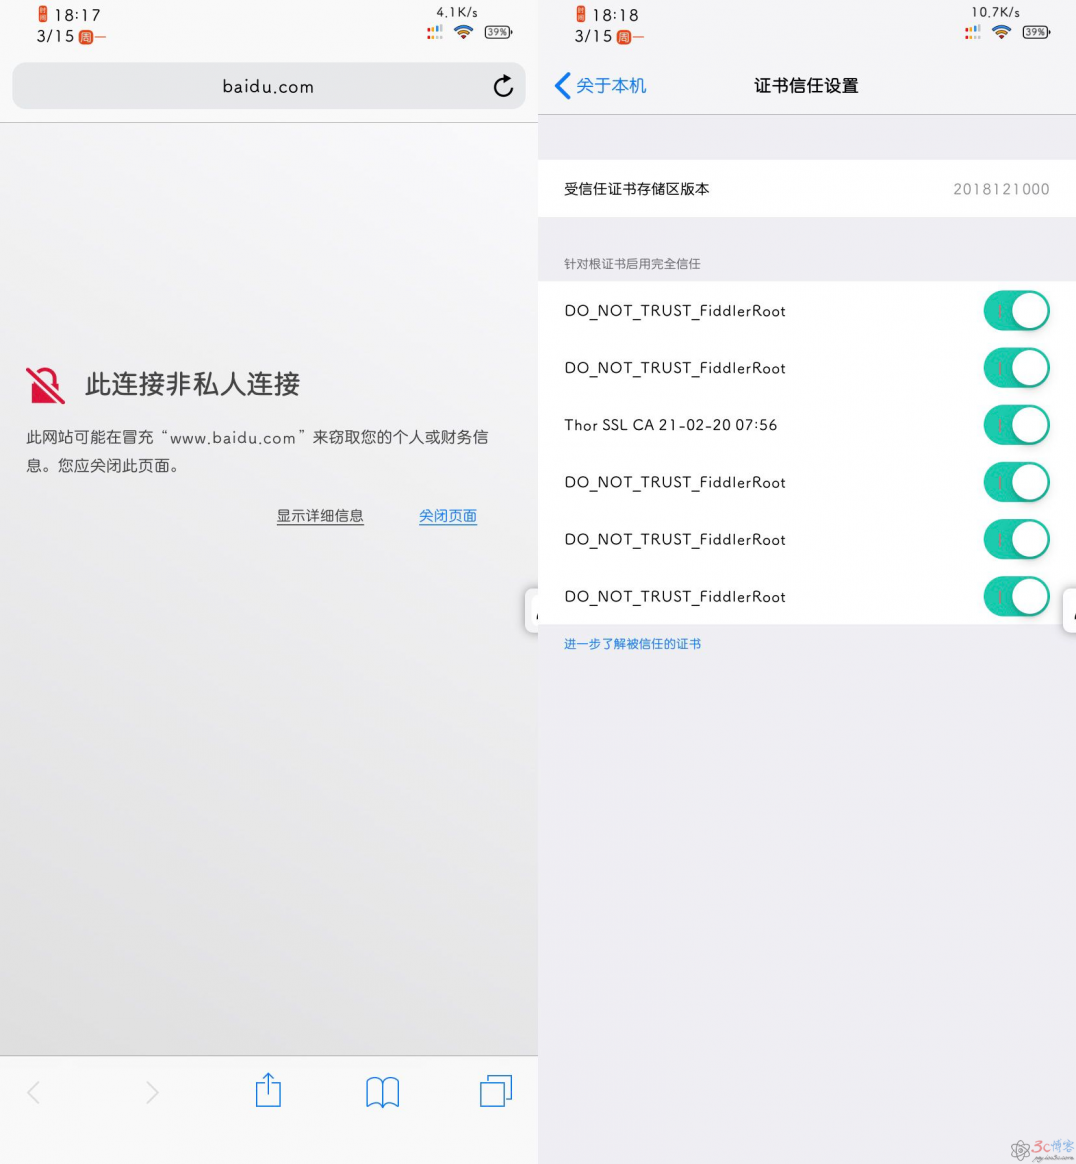 时间 18:17
3/15 周一
4.1K/s
39%
baidu.com
此连接非私人连接
此网站可能在冒充“www.baidu.com”来窃取您的个人或财务信
息。您应关闭此页面。
显示详细信息
关闭页面
时间 18:18
3/15 周一
10.7K/s
39%
关于本机
证书信任设置
受信任证书存储区版本
2018121000
针对根证书启用完全信任
DO_NOT_TRUST_FiddlerRoot
DO_NOT_TRUST_FiddlerRoot
Thor SSL CA 21-02-20 07:56
DO_NOT_TRUST_FiddlerRoot
DO_NOT_TRUST_FiddlerRoot
DO_NOT_TRUST_FiddlerRoot
进一步了解被信任的证书
3c博客